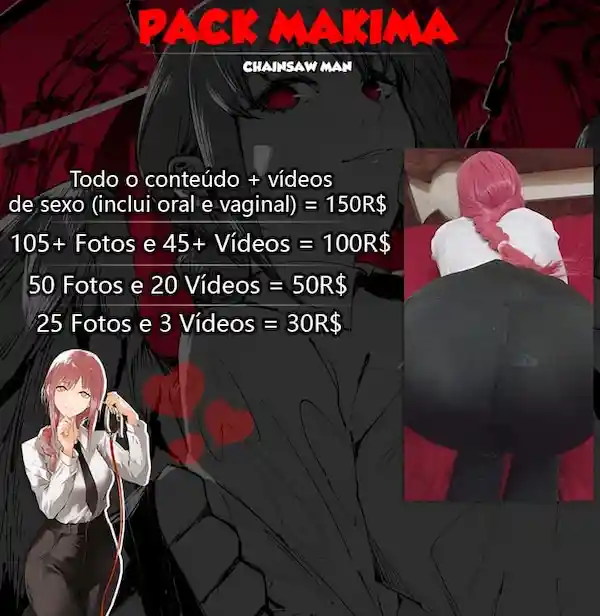 PACK MAKIMA
CHAINSAW MAN
Todo o conteúdo + vídeos
de sexo (inclui oral e vaginal) = 150R$
105+ Fotos e 45+ Vídeos = 100R$
50 Fotos e 20 Vídeos = 50R$
25 Fotos e 3 Vídeos = 30R$